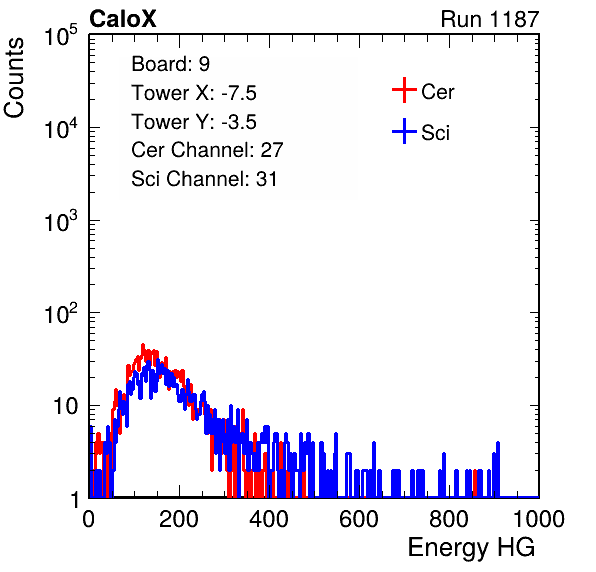 CaloX Run 1187
Counts
Board: 9
Tower X: -7.5
Tower Y: -3.5
Cer Channel: 27
Sci Channel: 31
Cer
Sci
10^5
10^4
10^3
10^2
10
1
0 200 400 600 800 1000
Energy HG